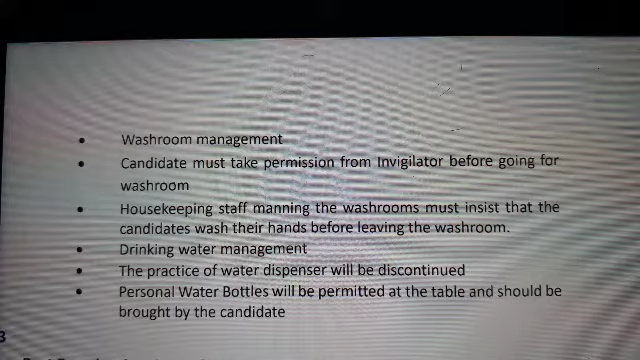 • Washroom management
• Candidate must take permission from Invigilator before going for
washroom
• Housekeeping staff manning the washrooms must insist that the
candidates wash their hands before leaving the washroom.
• Drinking water management
• The practice of water dispenser will be discontinued
• Personal Water Bottles will be permitted at the table and should be
brought by the candidate
3